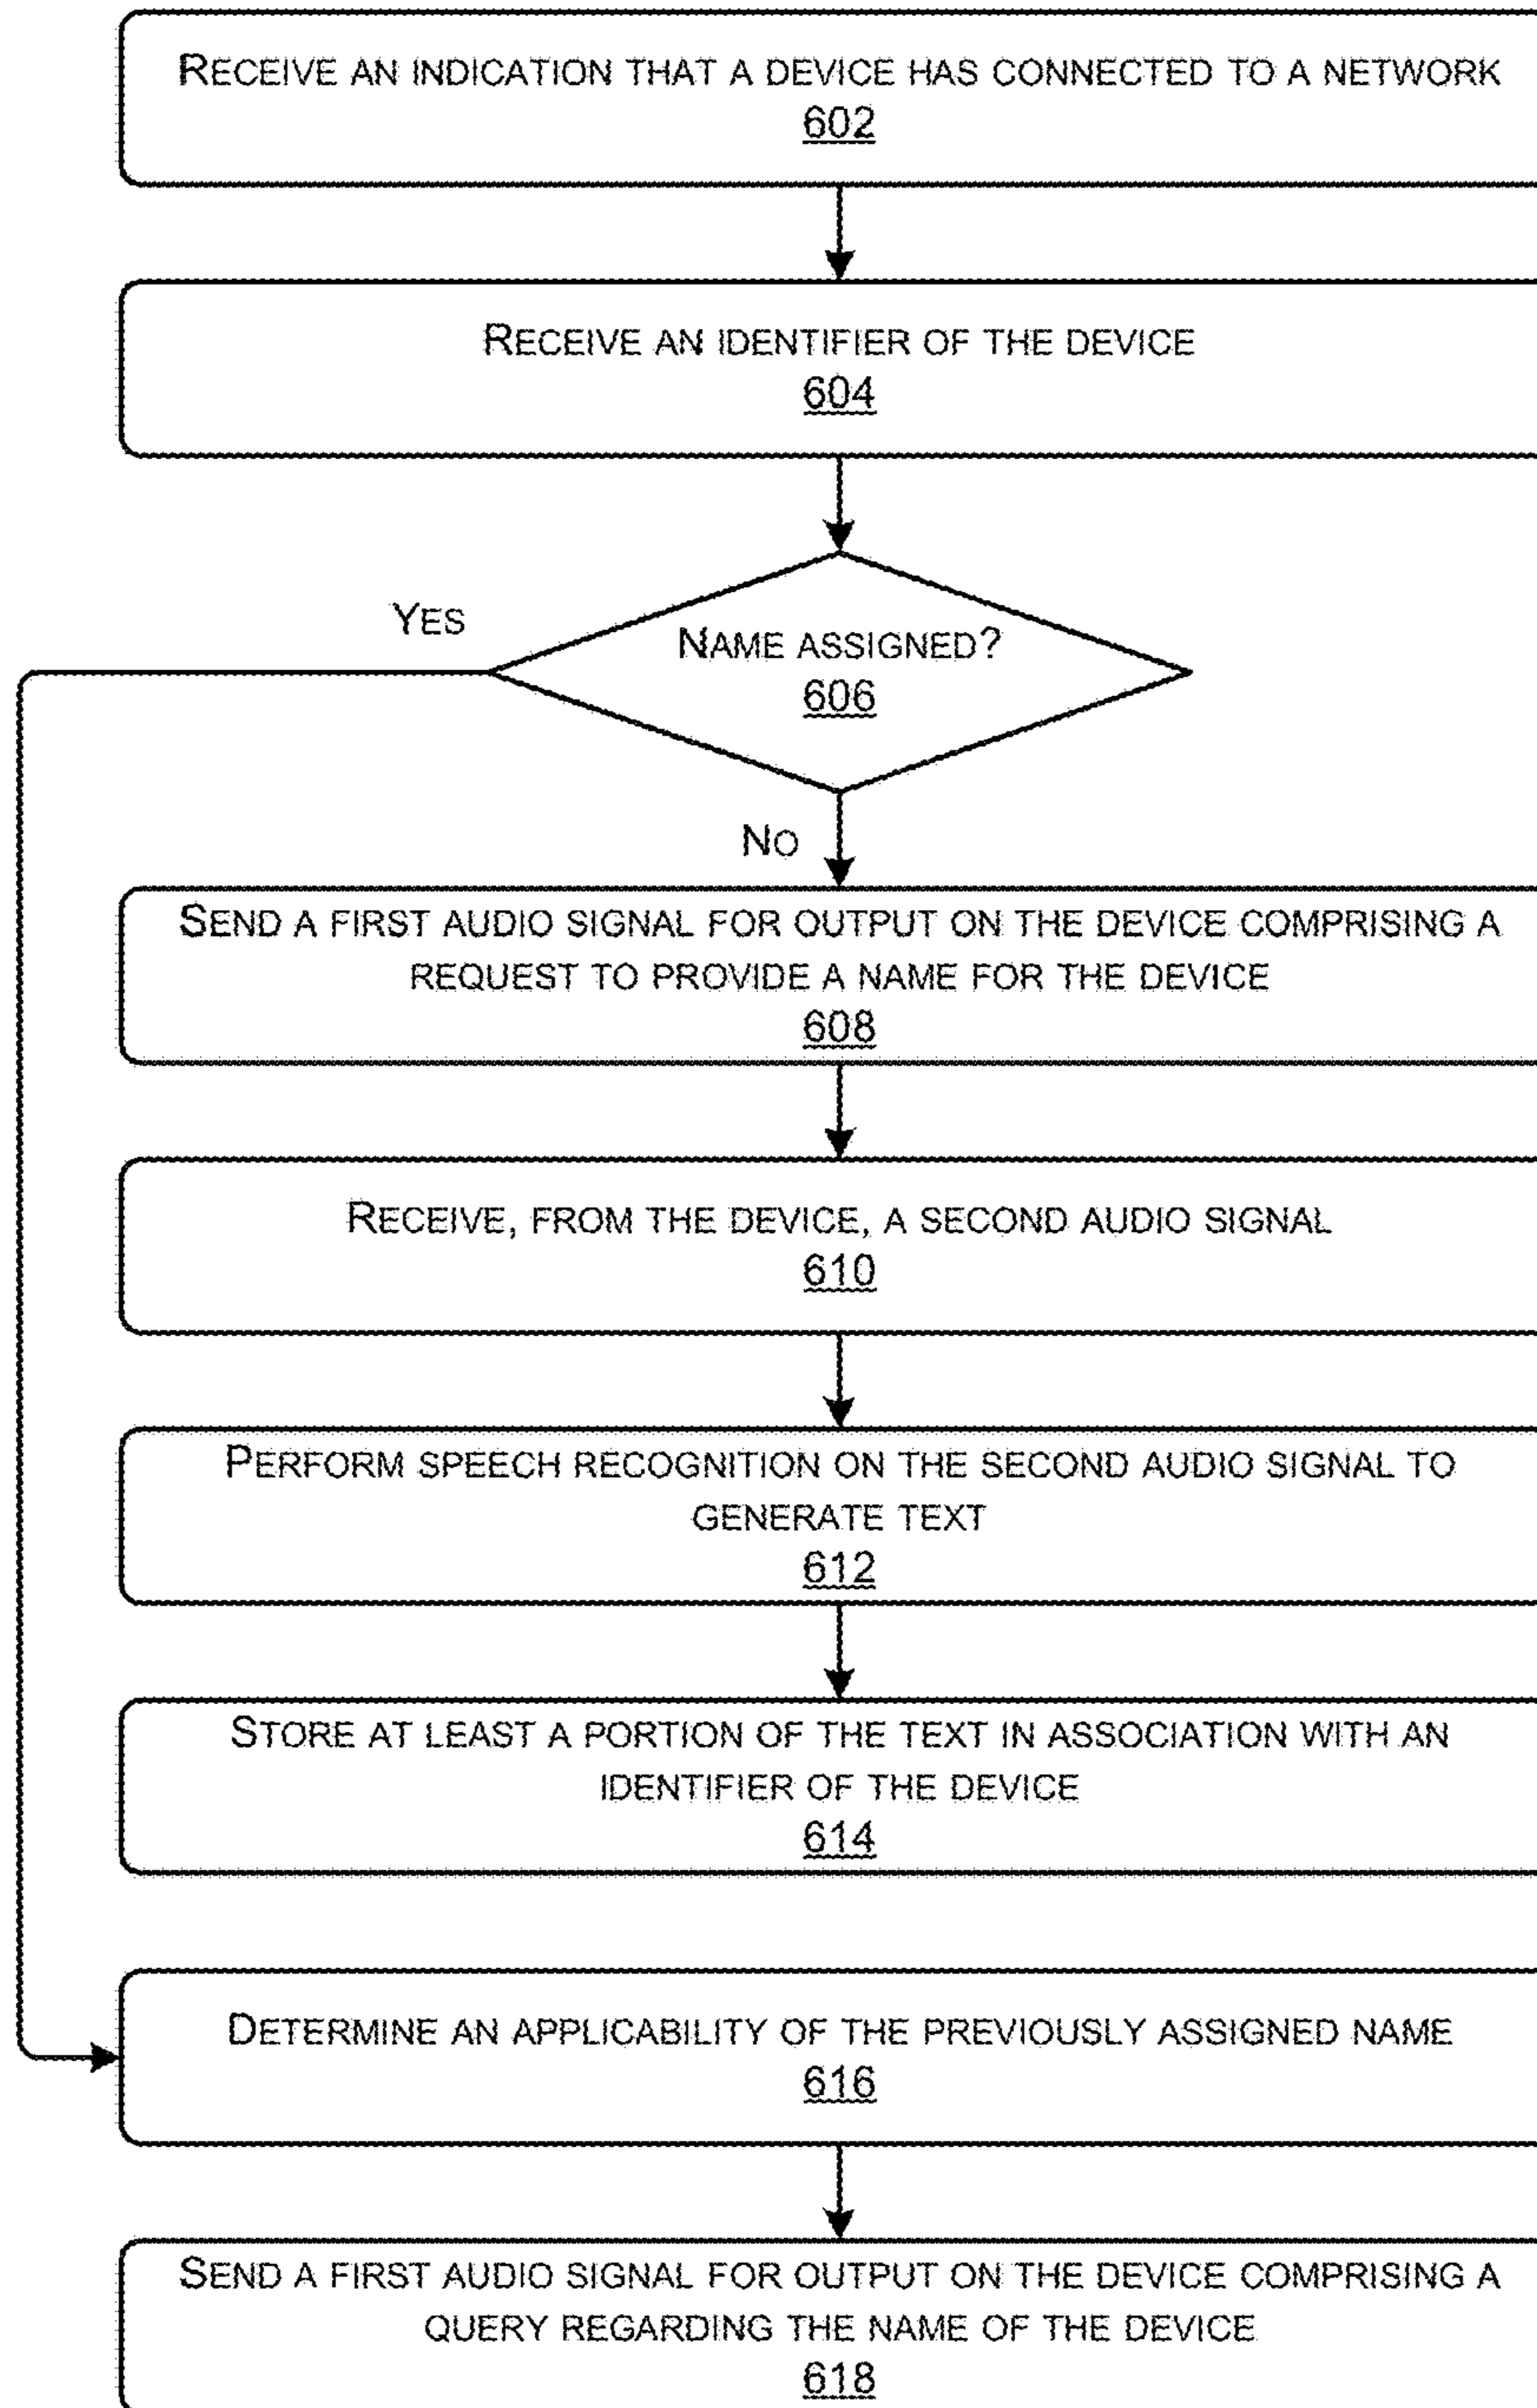 RECEIVE AN INDICATION THAT A DEVICE HAS CONNECTED TO A NETWORK
602
RECEIVE AN IDENTIFIER OF THE DEVICE
604
YES
NAME ASSIGNED?
606
NO
SEND A FIRST AUDIO SIGNAL FOR OUTPUT ON THE DEVICE COMPRISING A
REQUEST TO PROVIDE A NAME FOR THE DEVICE
608
RECEIVE, FROM THE DEVICE, A SECOND AUDIO SIGNAL
610
PERFORM SPEECH RECOGNITION ON THE SECOND AUDIO SIGNAL TO
GENERATE TEXT
612
STORE AT LEAST A PORTION OF THE TEXT IN ASSOCIATION WITH AN
IDENTIFIER OF THE DEVICE
614
DETERMINE AN APPLICABILITY OF THE PREVIOUSLY ASSIGNED NAME
616
SEND A FIRST AUDIO SIGNAL FOR OUTPUT ON THE DEVICE COMPRISING A
QUERY REGARDING THE NAME OF THE DEVICE
618